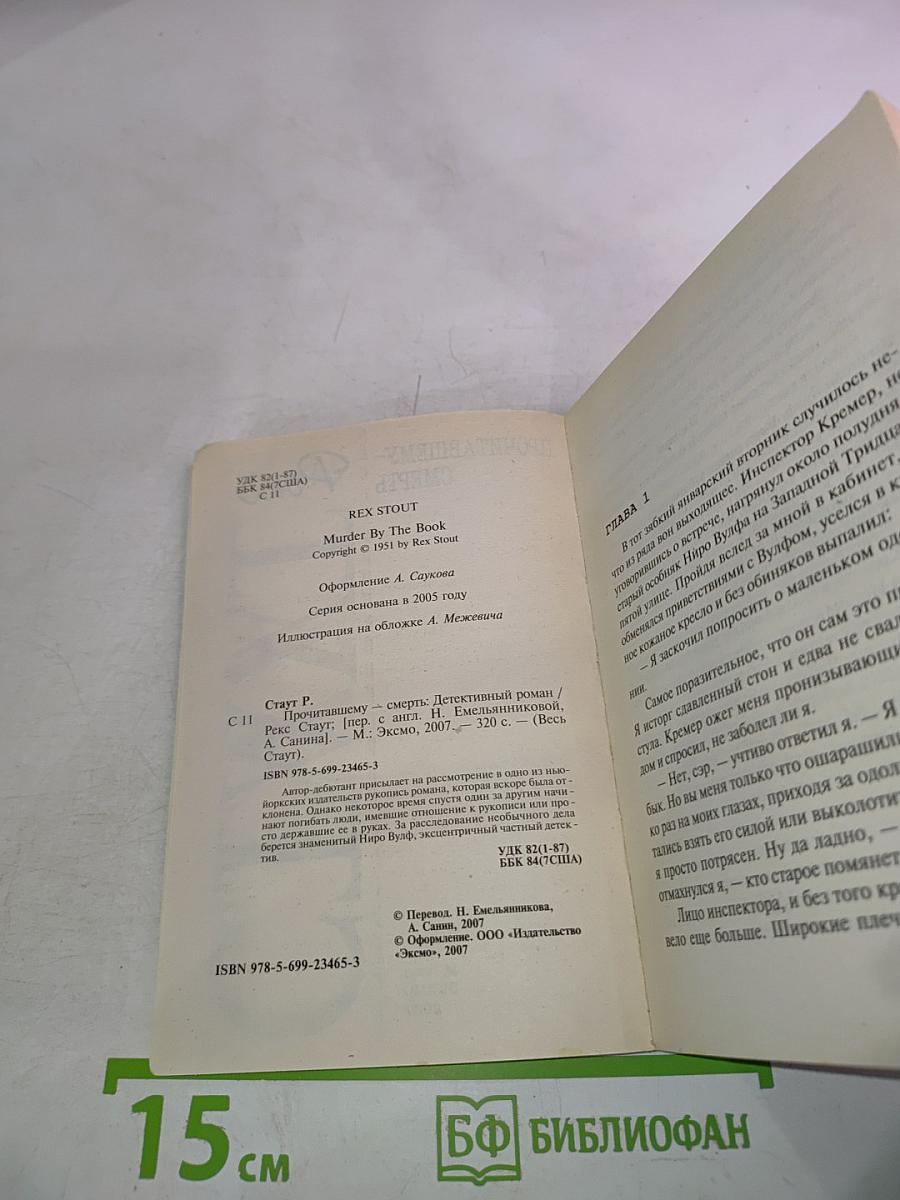 УДК 82(1-87)
ББК 84(7США)
С 11
REX STOUT
Murder By The Book
Copyright © 1951 by Rex Stout
Оформление А. Саукова
Серия основана в 2005 году
Иллюстрация на обложке А. Межевича
Стаут Р.
С 11 Прочитавшему — смерть: Детективный роман /
Рекс Стаут; [пер. с англ. Н. Емельянниковой,
А. Санина]. — М.: Эксмо, 2007. — 320 с. — (Весь
Стаут).
ISBN 978-5-699-23465-3
Автор-дебютант присылает на рассмотрение в одно из нью-
йоркских издательств рукопись романа, которая вскоре была от-
клонена. Однако некоторое время спустя один за другим начи-
нают погибать люди, имевшие отношение к рукописи или про-
сто державшие ее в руках. За расследование необычного дела
берется знаменитый Ниро Вулф, эксцентричный частный детек-
тив.
УДК 82(1-87)
ББК 84(7США)
© Перевод. Н. Емельянникова,
А. Санин, 2007
© Оформление. ООО «Издательство
«Эксмо», 2007
ISBN 978-5-699-23465-3
ГЛАВА 1
В тот зябкий январский вторник случилось не-
что из ряда вон выходящее. Инспектор Кремер, не
уговорившись о встрече, нагрянул около полудня
старый особняк Ниро Вулфа на Западной Тридца
пятой улице. Пройдя вслед за мной в кабинет,
обменялся приветствиями с Вулфом, уселся в к
ное кожаное кресло и без обиняков выпалил:
— Я заскочил попросить о маленьком од
нии.
Самое поразительное, что он сам это п
Я исторг сдавленный стон и едва не свал
стула. Кремер ожег меня пронизывающи
дом и спросил, не заболел ли я.
— Нет, сэр, — учтиво ответил я. — Я
бык. Но вы меня только что ошарашили
ко раз на моих глазах, приходя за одол
тались взять его силой или выколотит
я просто потрясен. Ну да ладно, —
отмахнулся я, — кто старое помянет
Лицо инспектора, и без того кр
вело еще больше. Широкие плеч
15 см
БФ БИБЛИОФАН